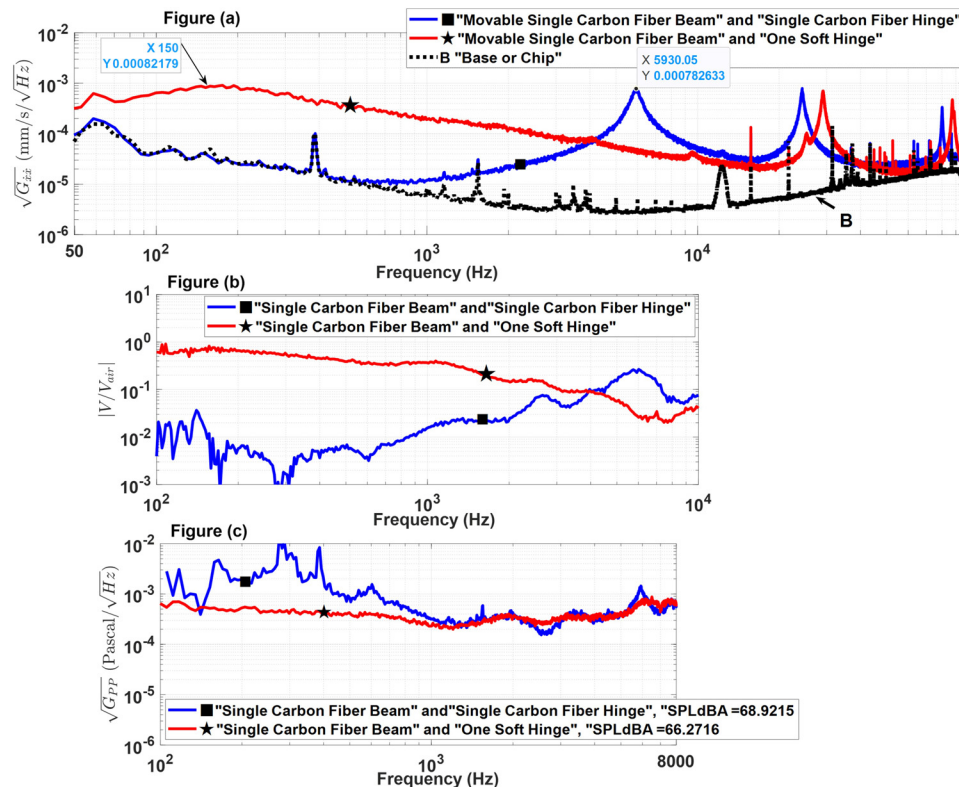 Figure (a)
■ "Movable Single Carbon Fiber Beam" and "Single Carbon Fiber Hinge"
★ "Movable Single Carbon Fiber Beam" and "One Soft Hinge"
B "Base or Chip"
X 150
Y 0.00082179
X 5930.05
Y 0.000782633
√G_ẋẋ (mm/s/√Hz)
10^-2
10^-3
10^-4
10^-5
10^-6
B
50 10^2 10^3 10^4
Frequency (Hz)
Figure (b)
■ "Single Carbon Fiber Beam" and"Single Carbon Fiber Hinge"
★ "Single Carbon Fiber Beam" and "One Soft Hinge"
|V/V_air|
10^1
10^0
10^-1
10^-2
10^-3
10^2 10^3 10^4
Frequency (Hz)
Figure (c)
√G_PP (Pascal/√Hz)
10^-2
10^-3
10^-4
10^-5
10^-6
■ "Single Carbon Fiber Beam" and"Single Carbon Fiber Hinge", "SPLdBA =68.9215
★ "Single Carbon Fiber Beam" and "One Soft Hinge", "SPLdBA =66.2716
10^2 10^3 8000
Frequency (Hz)